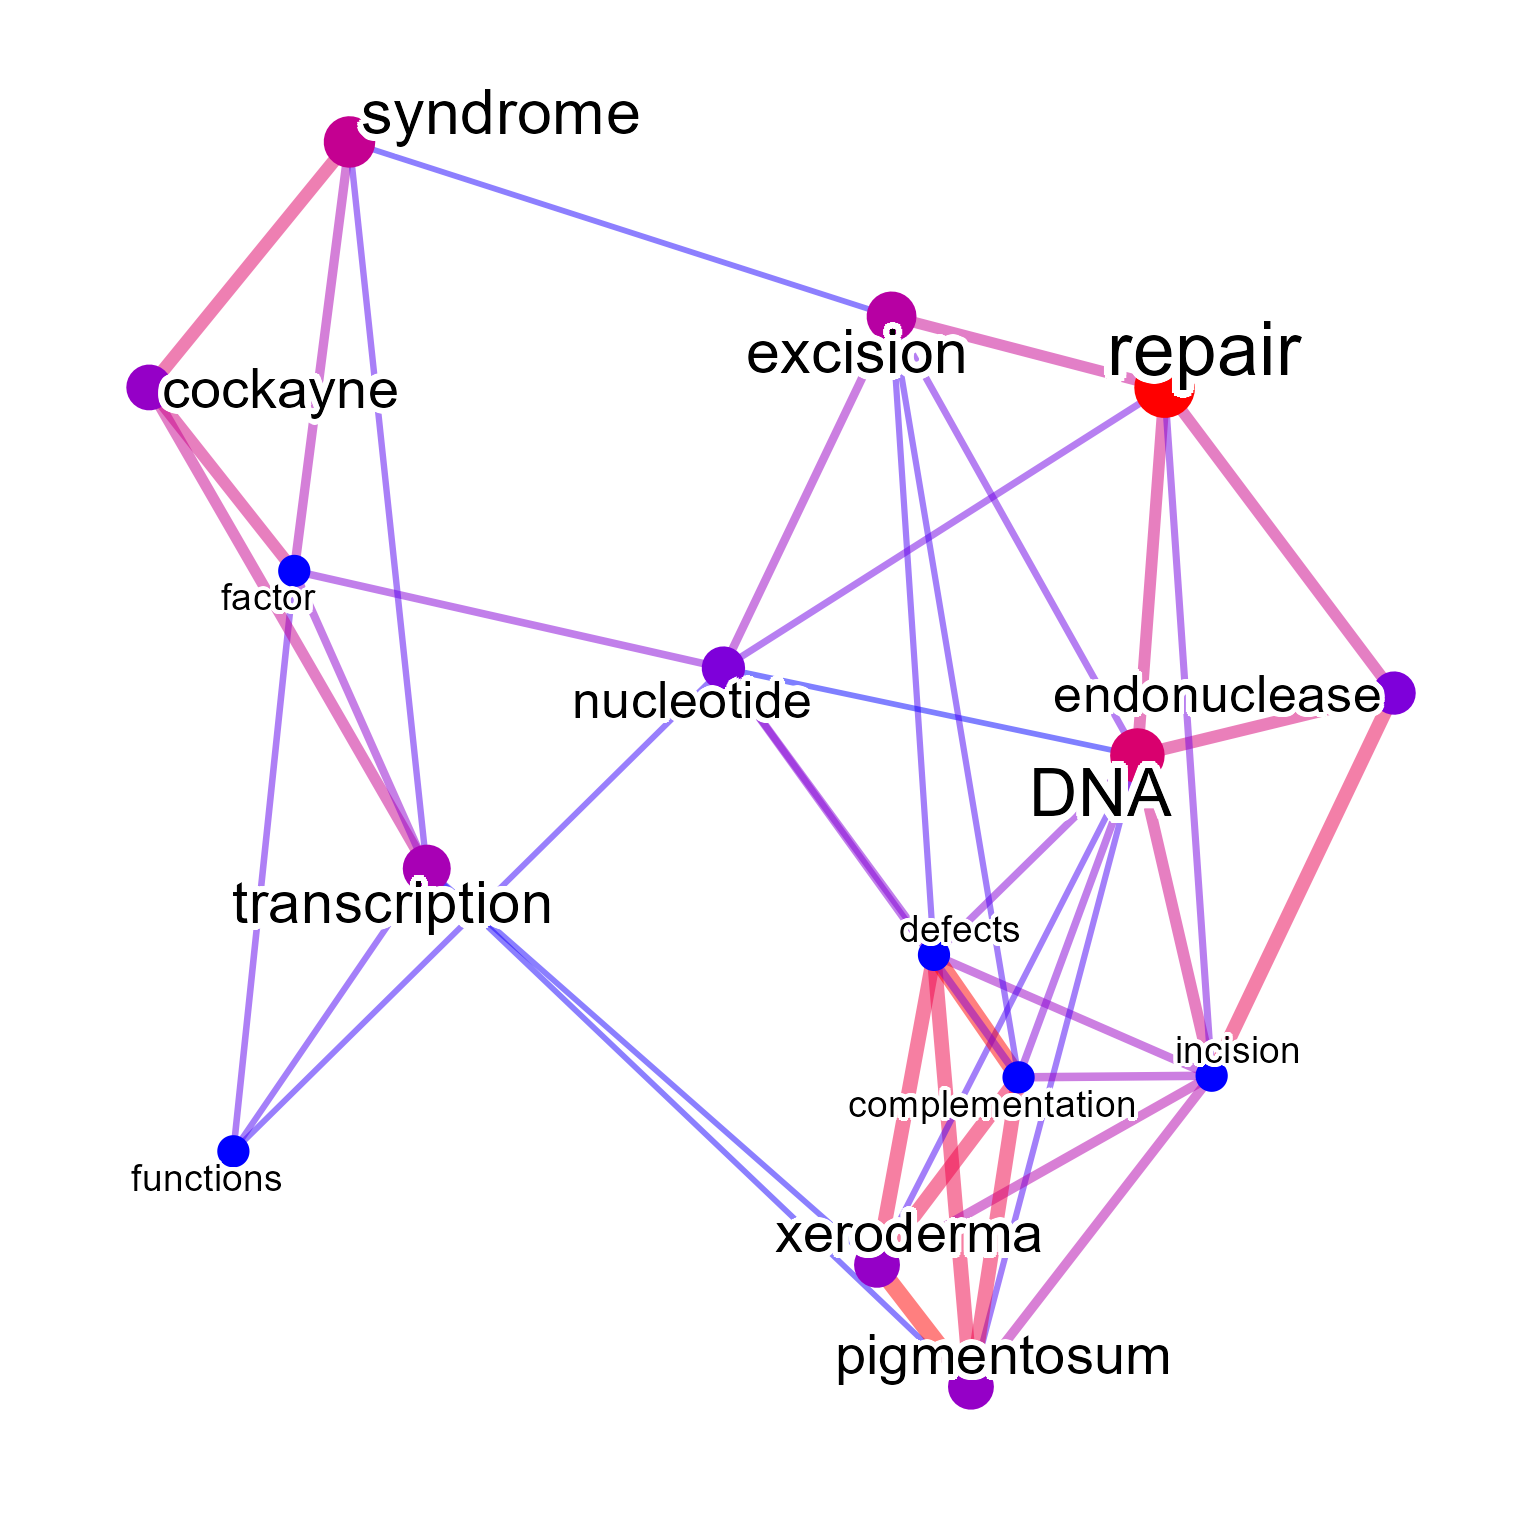 syndrome
excision
repair
cockayne
factor
nucleotide
endonuclease
DNA
transcription
defects
incision
complementation
functions
xeroderma
pigmentosum